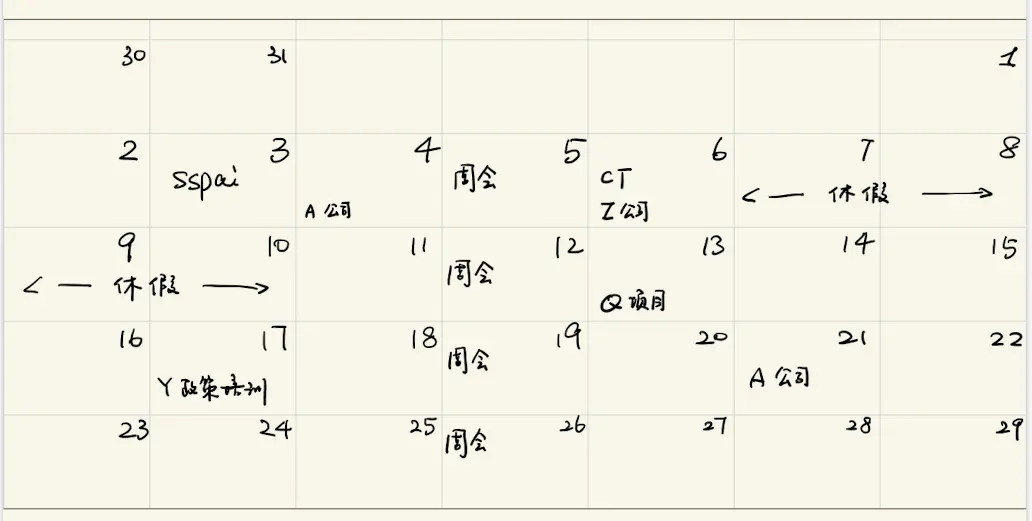 30 31 1
2 3 4 5 6 7 8
sspai 周会 CT <— 休假 —>
A公司 Z公司
9 10 11 12 13 14 15
<— 休假 —> 周会
Q项目
16 17 18 19 20 21 22
周会
Y政策培训 A公司
23 24 25 26 27 28 29
周会